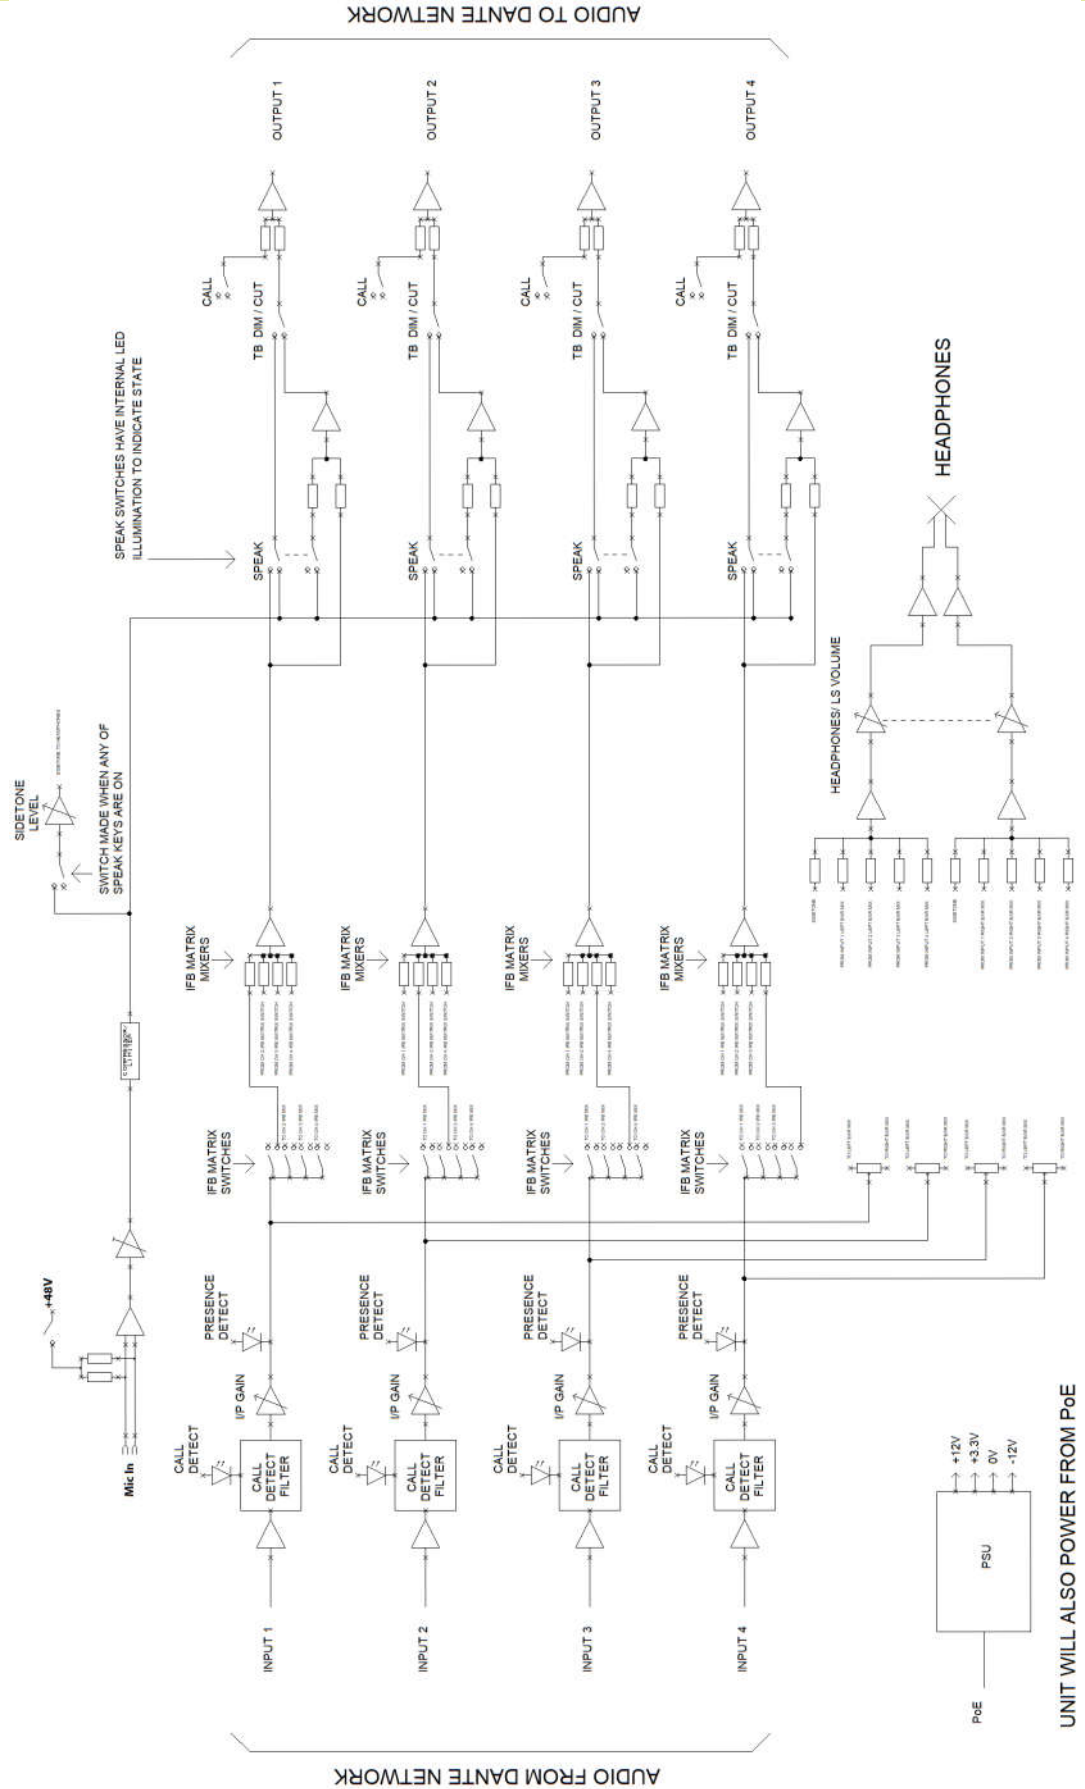 AUDIO TO DANTE NETWORK
OUTPUT 1
OUTPUT 2
OUTPUT 3
OUTPUT 4
CALL
CALL
CALL
CALL
TB DIM / CUT
TB DIM / CUT
TB DIM / CUT
TB DIM / CUT
SPEAK SWITCHES HAVE INTERNAL LED
ILLUMINATION TO INDICATE STATE
SPEAK
SPEAK
SPEAK
SPEAK
HEADPHONES
HEADPHONES/ LS VOLUME
SIDETONE
LEVEL
SIDETONE TO HEADPHONES
SWITCH MADE WHEN ANY OF
SPEAK KEYS ARE ON
COMPRESSOR/
LIMITER
IFB MATRIX
MIXERS
IFB MATRIX
MIXERS
IFB MATRIX
MIXERS
IFB MATRIX
MIXERS
IFB MATRIX
SWITCHES
IFB MATRIX
SWITCHES
IFB MATRIX
SWITCHES
IFB MATRIX
SWITCHES
+48V
Mic In
PRESENCE
DETECT
PRESENCE
DETECT
PRESENCE
DETECT
PRESENCE
DETECT
I/P GAIN
I/P GAIN
I/P GAIN
I/P GAIN
CALL
DETECT
CALL
DETECT
CALL
DETECT
CALL
DETECT
CALL
DETECT
FILTER
CALL
DETECT
FILTER
CALL
DETECT
FILTER
CALL
DETECT
FILTER
INPUT 1
INPUT 2
INPUT 3
INPUT 4
AUDIO FROM DANTE NETWORK
PoE
PSU
+12V
+3.3V
0V
-12V
UNIT WILL ALSO POWER FROM PoE